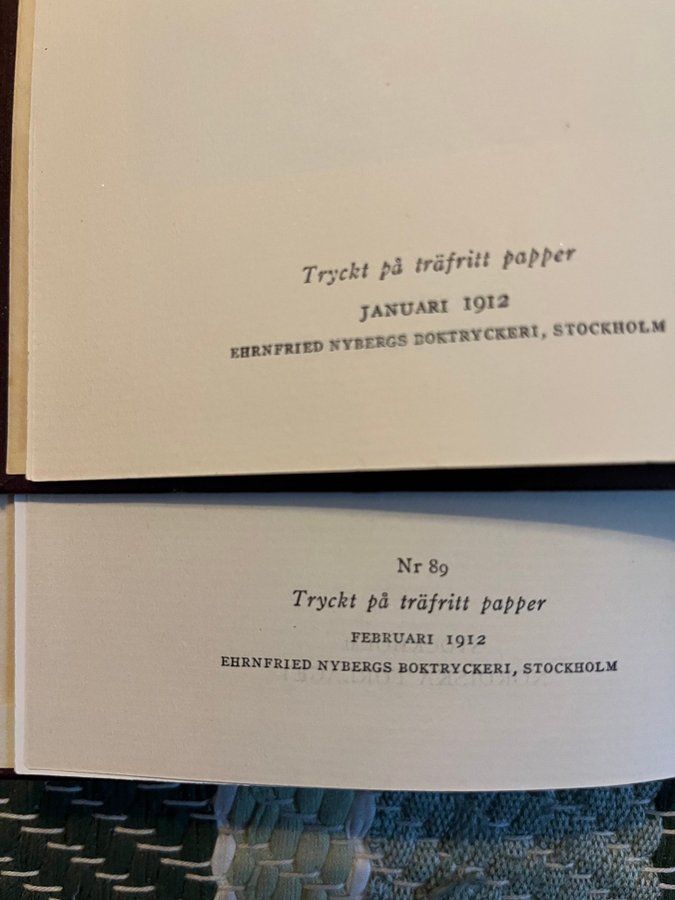 Tryckt på träfritt papper
JANUARI 1912
EHRNFRIED NYBERGS BOKTRYCKERI, STOCKHOLM
Nr 89
Tryckt på träfritt papper
FEBRUARI 1912
EHRNFRIED NYBERGS BOKTRYCKERI, STOCKHOLM